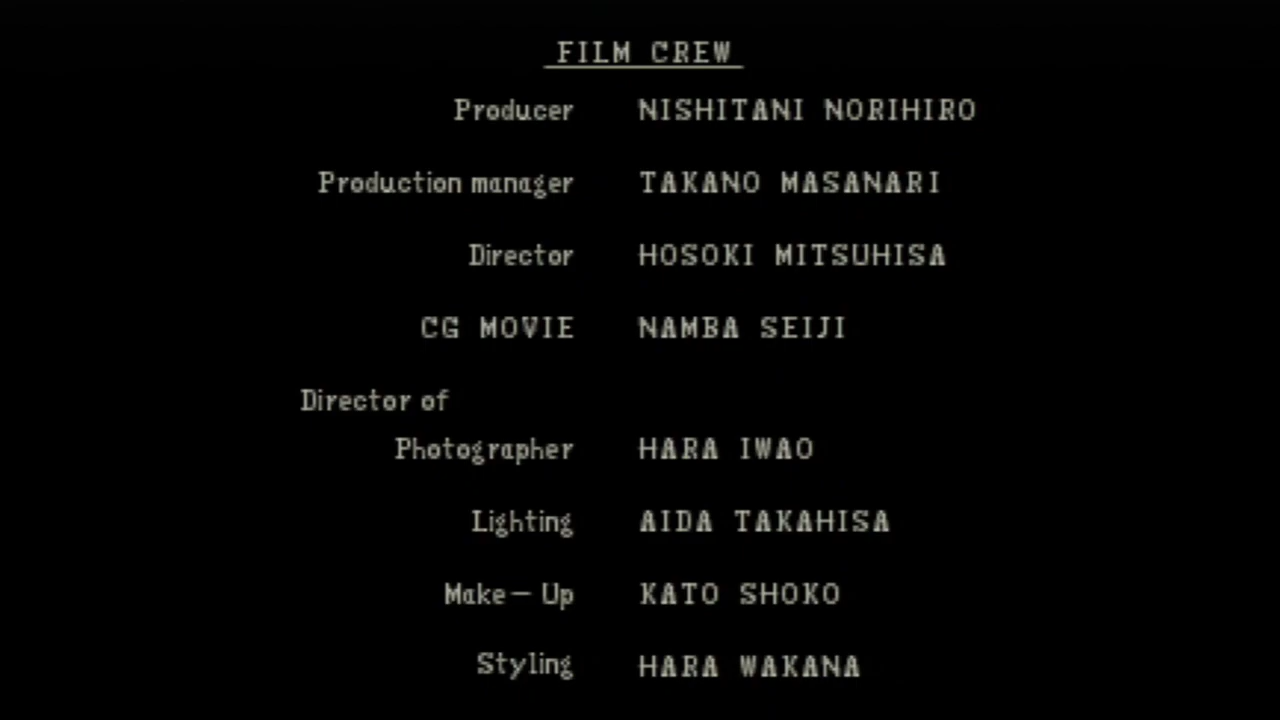 FILM CREW
Producer NISHITANI NORIHIRO
Production manager TAKANO MASANARI
Director HOSOKI MITSUHISA
CG MOVIE NAMBA SEIJI
Director of
Photographer HARA IWAO
Lighting AIDA TAKAHISA
Make-Up KATO SHOKO
Styling HARA WAKANA